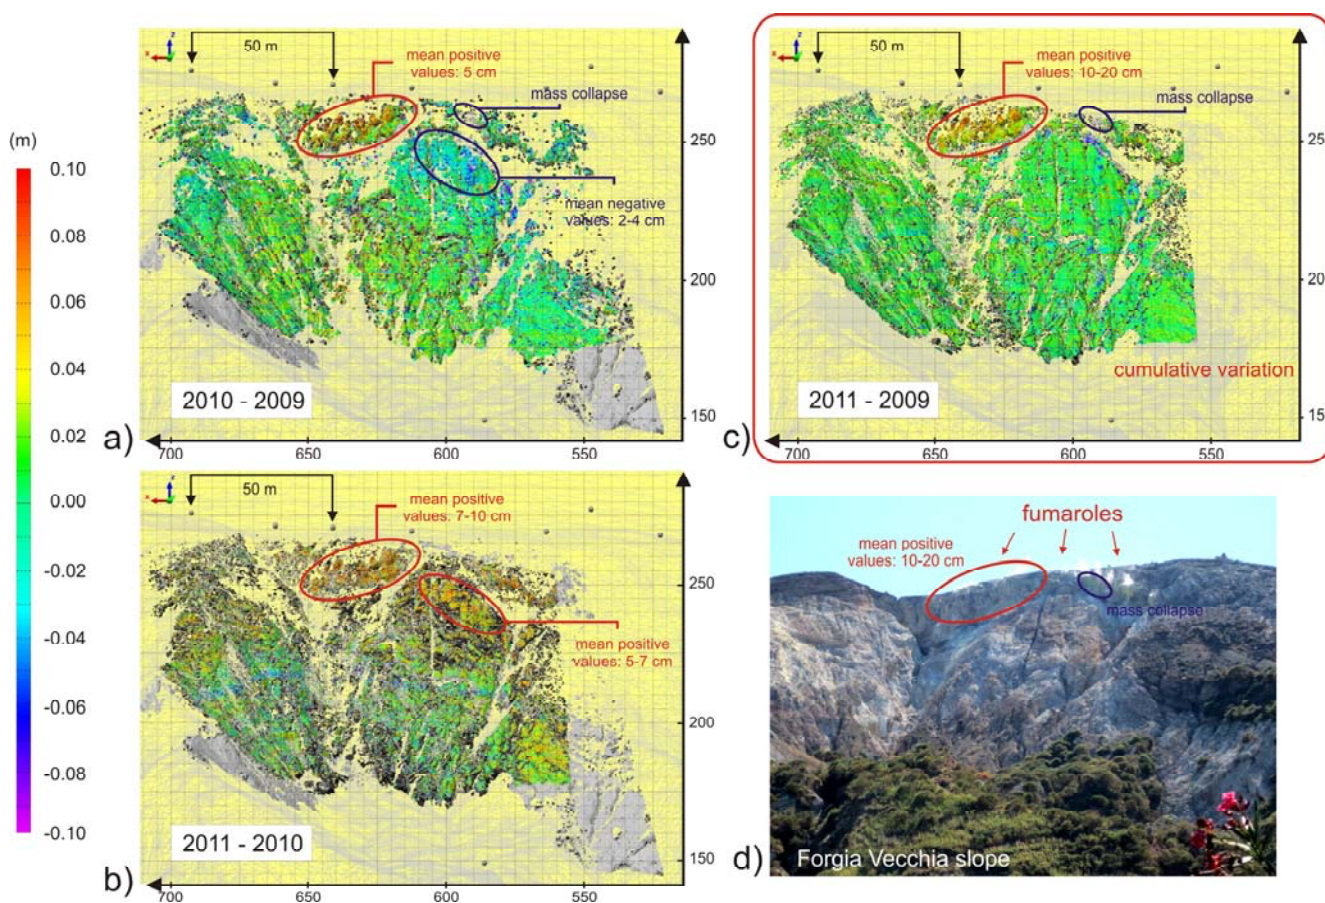 (m)
0.10
0.08
0.06
0.04
0.02
0.00
-0.02
-0.04
-0.06
-0.08
-0.10
a)
z
x
50 m
mean positive
values: 5 cm
mass collapse
mean negative
values: 2-4 cm
250
200
150
2010 - 2009
700
650
600
550
b)
z
x
50 m
mean positive
values: 7-10 cm
mean positive
values: 5-7 cm
250
200
150
2011 - 2010
700
650
600
550
c)
z
x
50 m
mean positive
values: 10-20 cm
mass collapse
250
200
150
cumulative variation
2011 - 2009
700
650
600
550
d)
fumaroles
mean positive
values: 10-20 cm
mass collapse
Forgia Vecchia slope